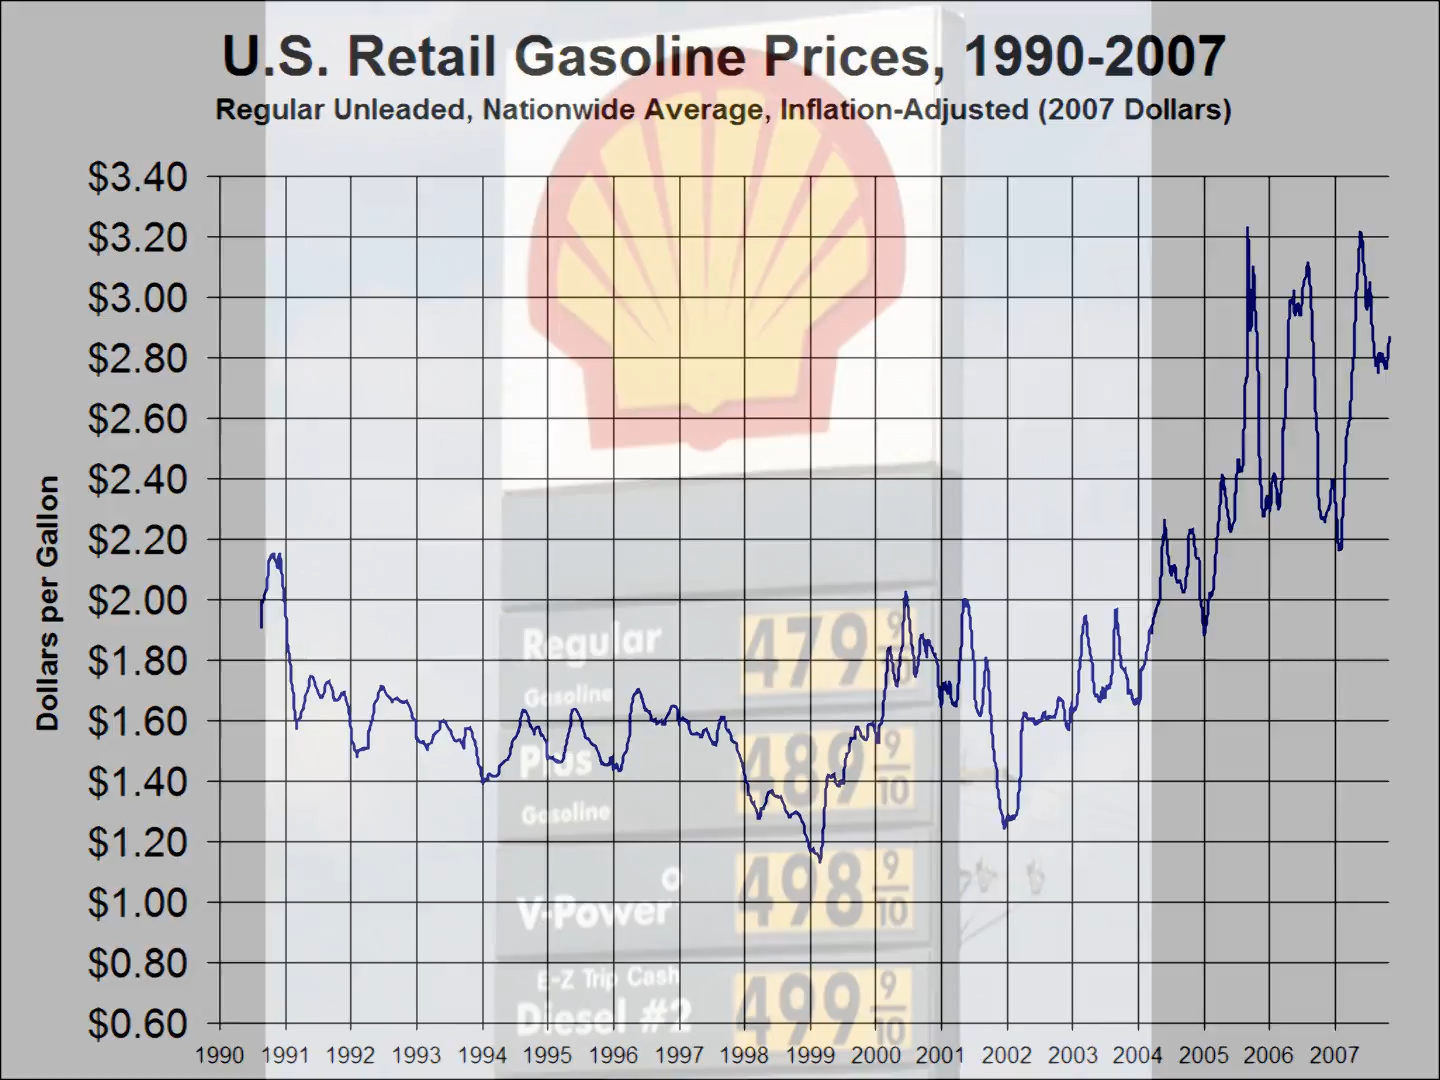 U.S. Retail Gasoline Prices, 1990-2007
Regular Unleaded, Nationwide Average, Inflation-Adjusted (2007 Dollars)
Dollars per Gallon
$3.40
$3.20
$3.00
$2.80
$2.60
$2.40
$2.20
$2.00
$1.80
$1.60
$1.40
$1.20
$1.00
$0.80
$0.60
1990 1991 1992 1993 1994 1995 1996 1997 1998 1999 2000 2001 2002 2003 2004 2005 2006 2007
Regular 479 9/10
Gasoline
Plus 489 9/10
Gasoline
V-Power 498 9/10
E-Z Trip Cash
Diesel #2 499 9/10